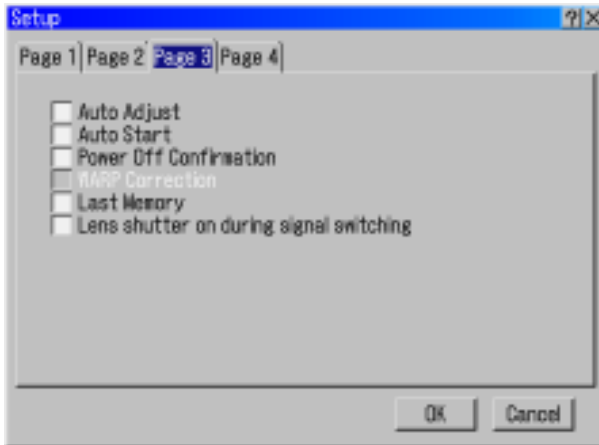 Setup
Page 1 Page 2 Page 3 Page 4
Auto Adjust
Auto Start
Power Off Confirmation
WARP Correction
Last Memory
Lens shutter on during signal switching
OK Cancel